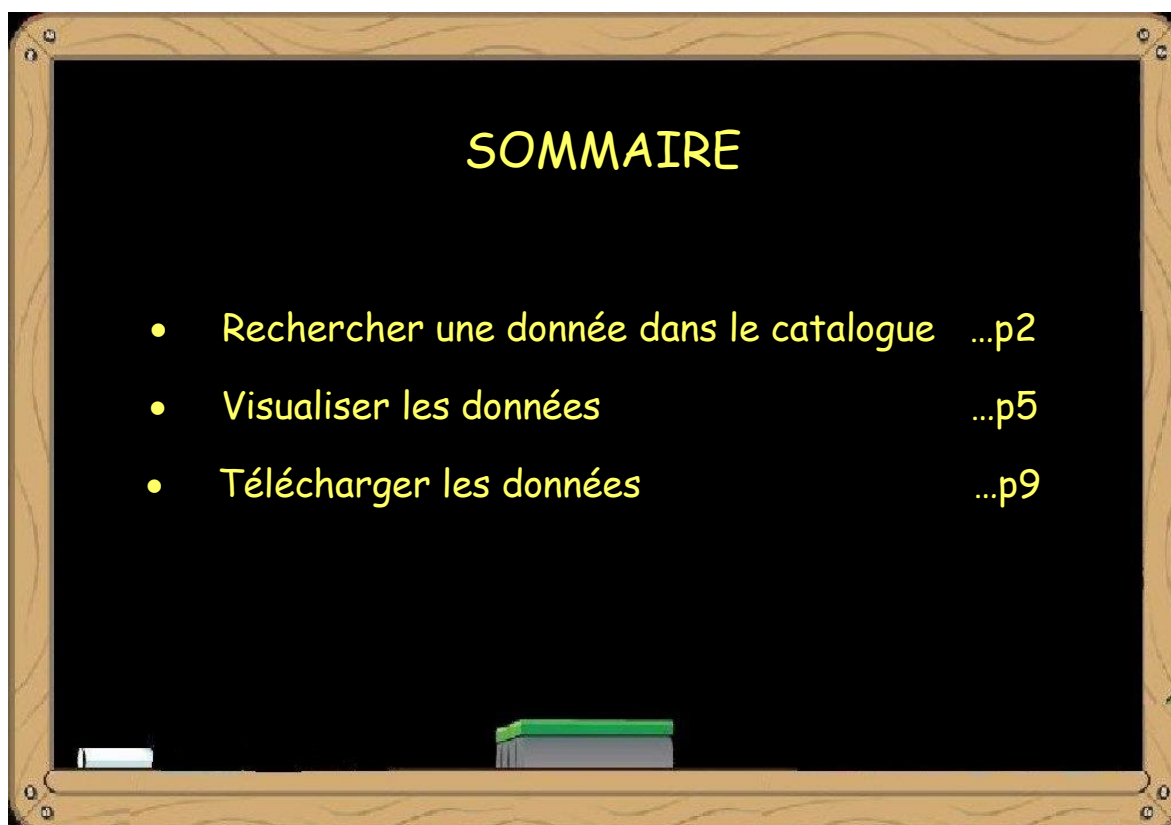 SOMMAIRE
• Rechercher une donnée dans le catalogue ...p2
• Visualiser les données ...p5
• Télécharger les données ...p9